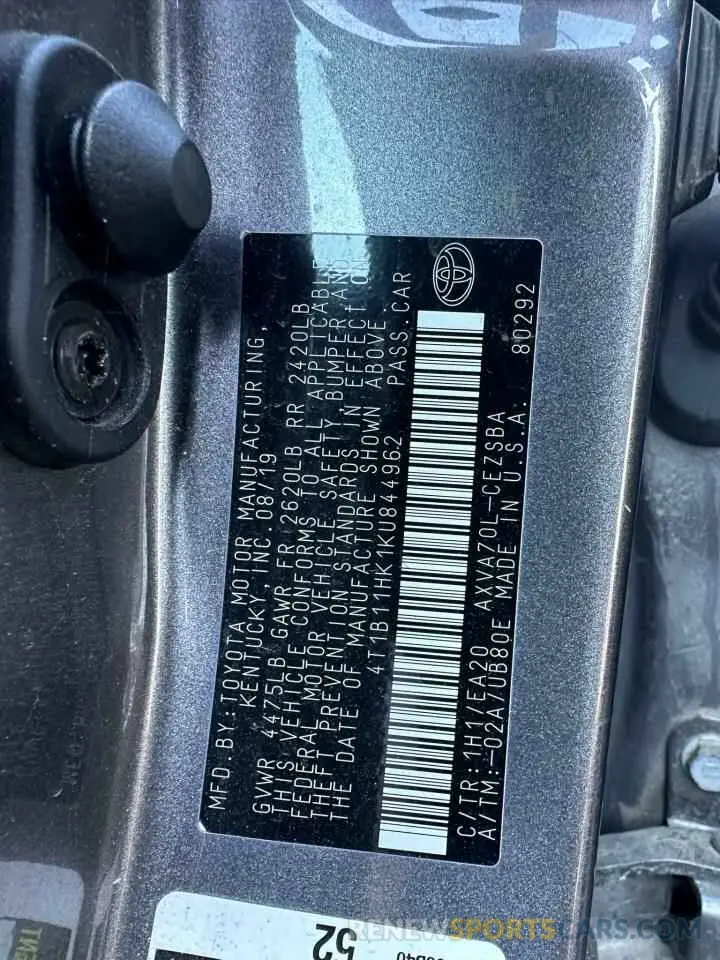 MFD.BY:TOYOTA MOTOR MANUFACTURING,
KENTUCKY INC.08/19
GVWR 4475LB GAWR FR 2620LB RR 2420LB
THIS VEHICLE CONFORMS TO ALL APPLICABLE
FEDERAL MOTOR VEHICLE SAFETY BUMPER AND
THEFT PREVENTION STANDARDS IN EFFECT ON
THE DATE OF MANUFACTURE SHOWN ABOVE.
4T1B11HK1KU844962 PASS.CAR
C/TR:1H1/EA20 AXVA70L-CEZSBA
A/TM:-02A/UB80E MADE IN U.S.A. 80292
52
RENEWSPORTSCARS.COM